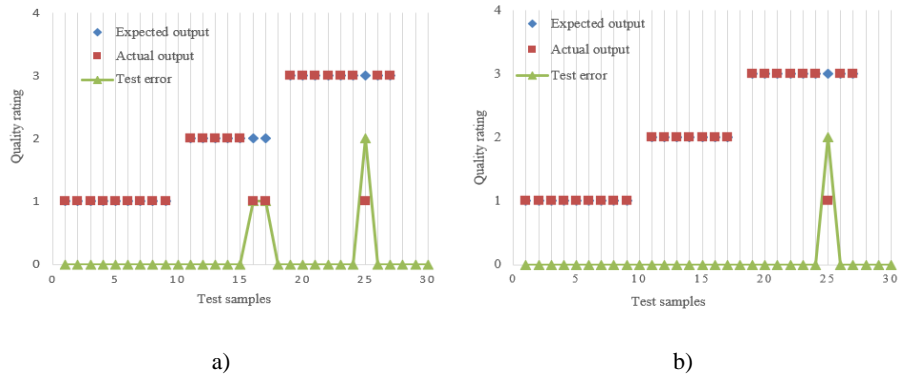 Expected output
Actual output
Test error
Quality rating
4
3
2
1
0
0
5
10
15
20
25
30
Test samples
a)
Expected output
Actual output
Test error
Quality rating
4
3
2
1
0
0
5
10
15
20
25
30
Test samples
b)